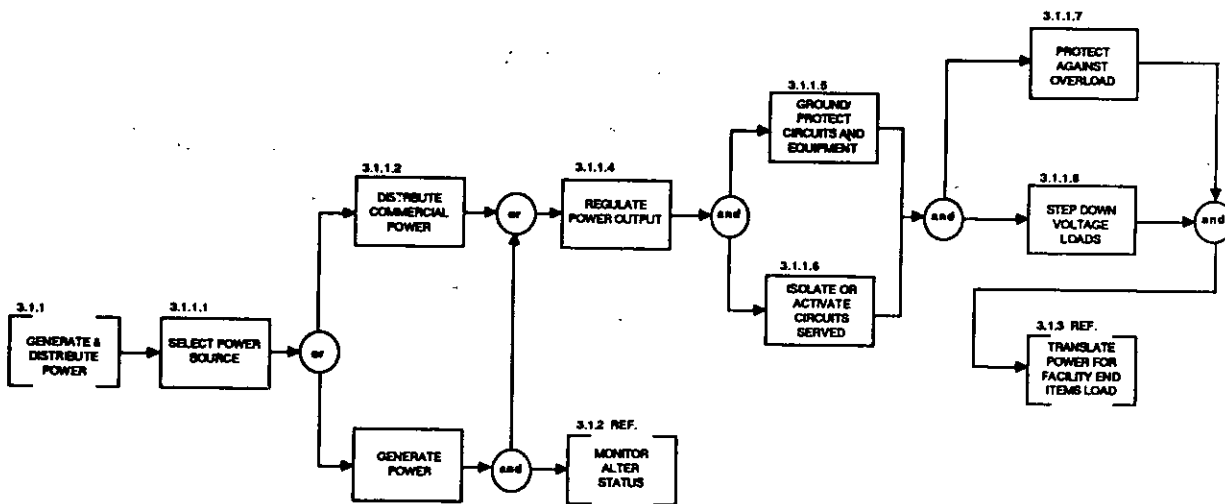 3.1.1
GENERATE &
DISTRIBUTE
POWER
3.1.1.1
SELECT POWER
SOURCE
or
3.1.1.2
DISTRIBUTE
COMMERCIAL
POWER
GENERATE
POWER
or
and
3.1.2 REF.
MONITOR
ALTER
STATUS
3.1.1.4
REGULATE
POWER OUTPUT
and
3.1.1.5
GROUND/
PROTECT
CIRCUITS AND
EQUIPMENT
3.1.1.6
ISOLATE OR
ACTIVATE
CIRCUITS
SERVED
and
3.1.1.7
PROTECT
AGAINST
OVERLOAD
3.1.1.8
STEP DOWN
VOLTAGE
LOADS
and
3.1.3 REF.
TRANSLATE
POWER FOR
FACILITY END
ITEMS LOAD